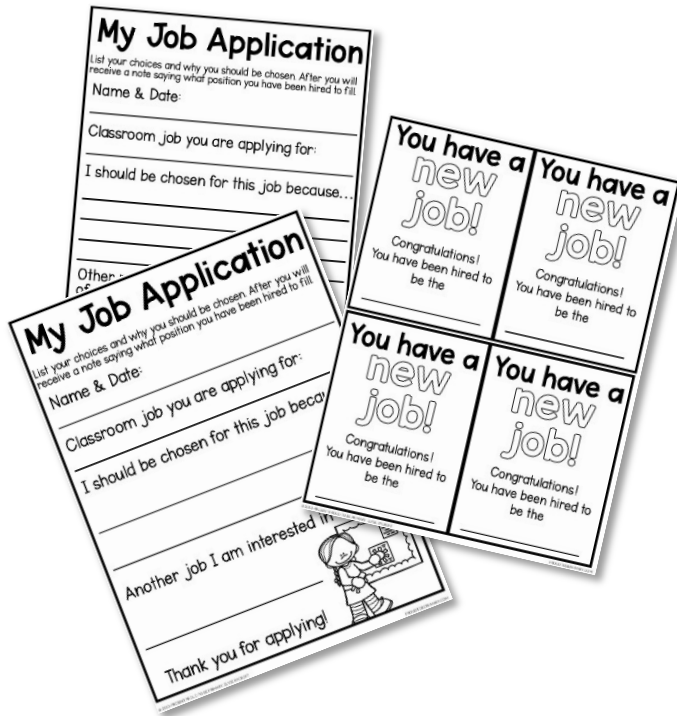 My Job Application
List your choices and why you should be chosen. After you will
receive a note saying what position you have been hired to fill.
Name & Date:
Classroom job you are applying for:
I should be chosen for this job because...
Other
of
My Job Application
List your choices and why you should be chosen. After you will
receive a note saying what position you have been hired to fill.
Name & Date:
Classroom job you are applying for:
I should be chosen for this job becau
Another job I am interested in
Thank you for applying!
You have a
new
job!
Congratulations!
You have been hired to
be the
You have a
new
job!
Congratulations!
You have been hired to
be the
You have a
new
job!
Congratulations!
You have been hired to
be the
You have a
new
job!
Congratulations!
You have been hired to
be the